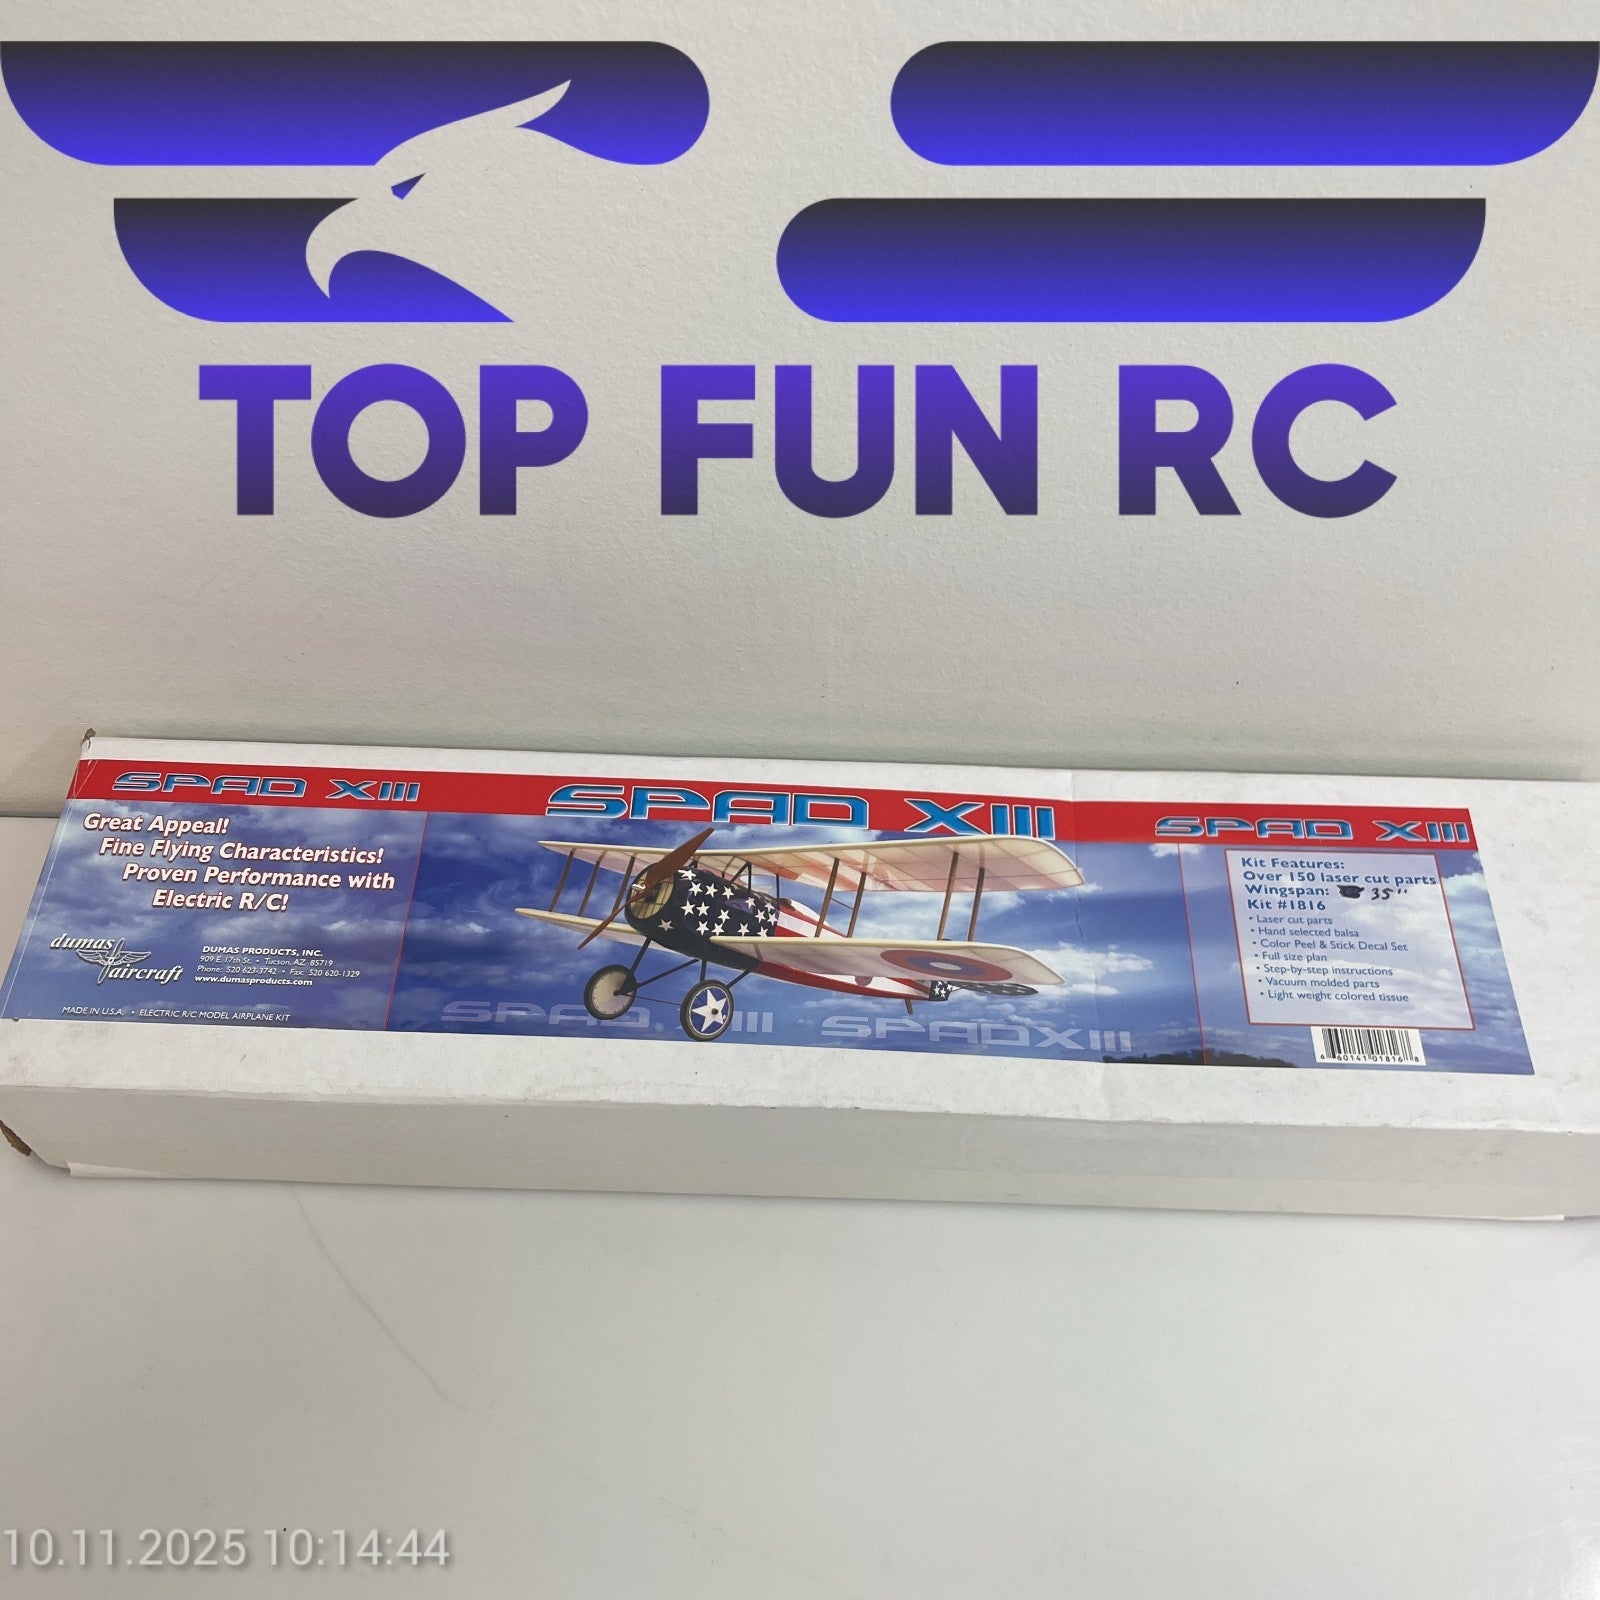 TOP FUN RC
SPAD XIII
Great Appeal!
Fine Flying Characteristics!
Proven Performance with
Electric R/C!
dumas
aircraft
DUMAS PRODUCTS, INC.
909 E. 17th St. • Tucson, AZ 85719
Phone: 520 623-3742 • Fax: 520 620-1329
www.dumasproducts.com
MADE IN U.S.A. • ELECTRIC R/C MODEL AIRPLANE KIT
SPAD XIII
SPAD XIII
SPAD XIII
SPAD XIII
Kit Features:
Over 150 laser cut parts
Wingspan: 35"
Kit #1816
• Laser cut parts
• Hand selected balsa
• Color Peel & Stick Decal Set
• Full size plan
• Step-by-step instructions
• Vacuum molded parts
• Light weight colored tissue
6 60141 01816 8
10.11.2025 10:14:44